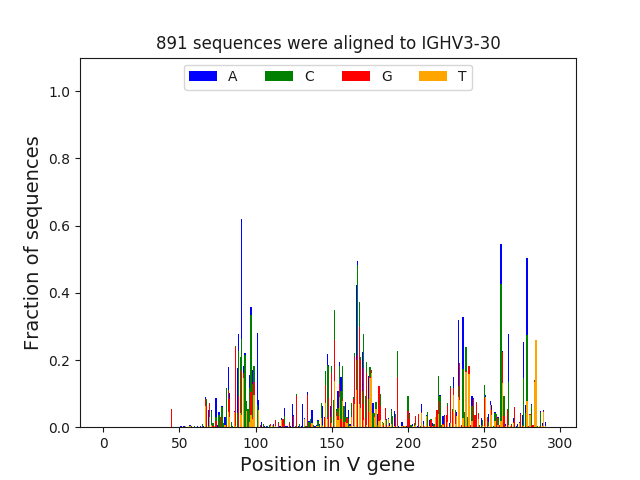 891 sequences were aligned to IGHV3-30
A C G T
1.0
0.8
0.6
0.4
0.2
0.0
Fraction of sequences
0 50 100 150 200 250 300
Position in V gene